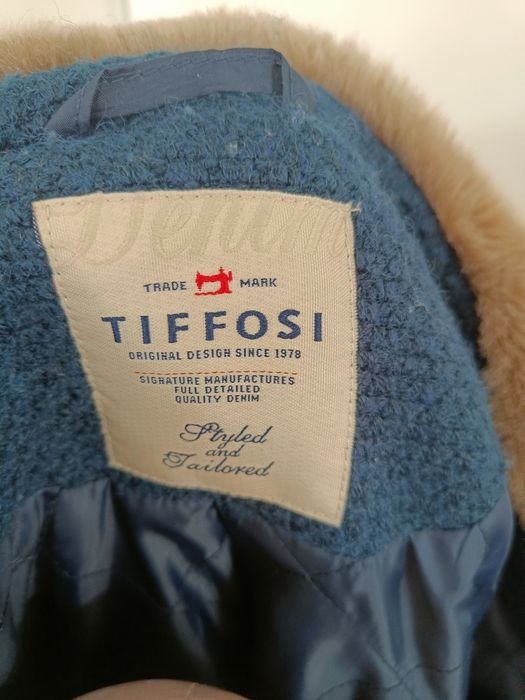 Denim
TRADE MARK
TIFFOSI
ORIGINAL DESIGN SINCE 1978
SIGNATURE MANUFACTURES
FULL DETAILED
QUALITY DENIM
Styled
and
Tailored